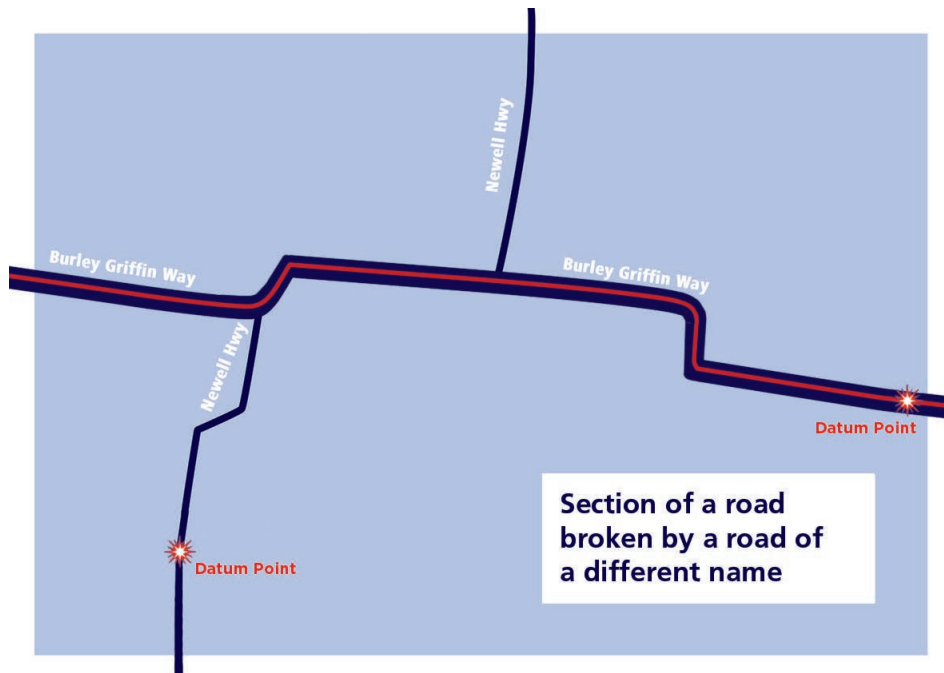 Newell Hwy
Burley Griffin Way
Burley Griffin Way
Newell Hwy
Datum Point
Section of a road
broken by a road of
a different name
Datum Point